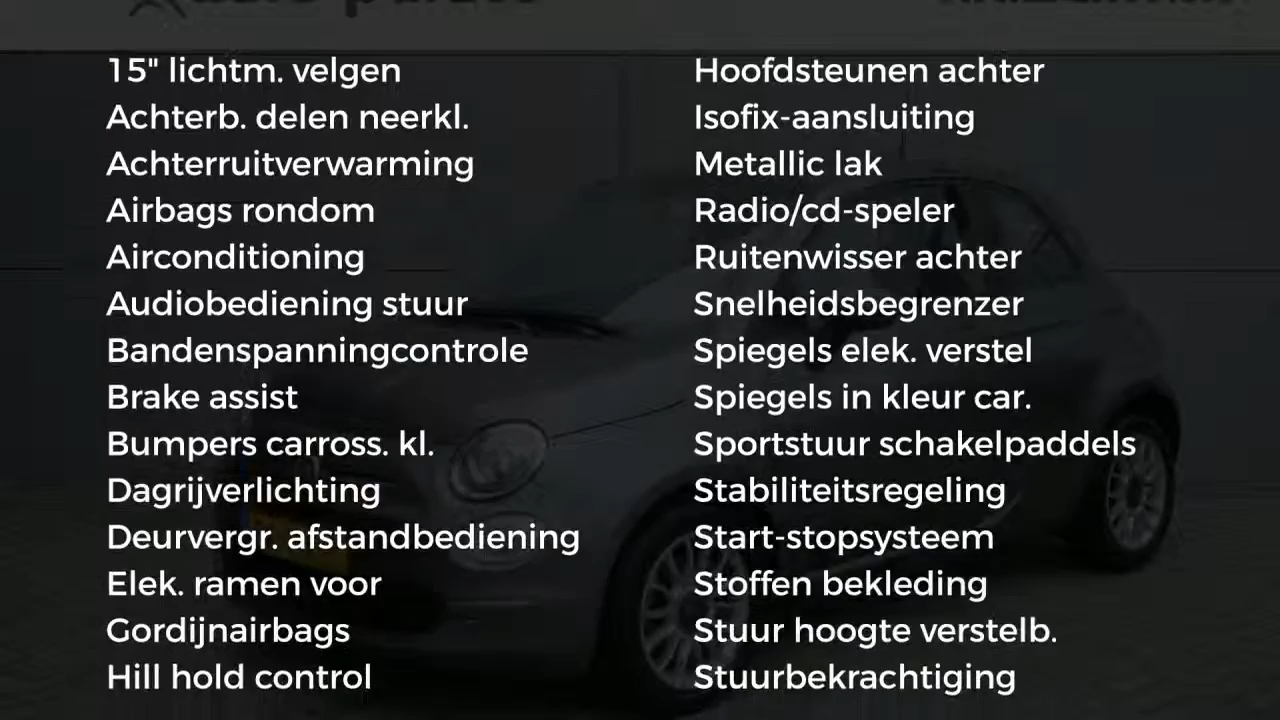 15" lichtm. velgen
Achterb. delen neerkl.
Achterruitverwarming
Airbags rondom
Airconditioning
Audiobediening stuur
Bandenspanningcontrole
Brake assist
Bumpers carross. kl.
Dagrijverlichting
Deurvergr. afstandbediening
Elek. ramen voor
Gordijnairbags
Hill hold control
Hoofdsteunen achter
Isofix-aansluiting
Metallic lak
Radio/cd-speler
Ruitenwisser achter
Snelheidsbegrenzer
Spiegels elek. verstel
Spiegels in kleur car.
Sportstuur schakelpaddels
Stabiliteitsregeling
Start-stopsysteem
Stoffen bekleding
Stuur hoogte verstelb.
Stuurbekrachtiging